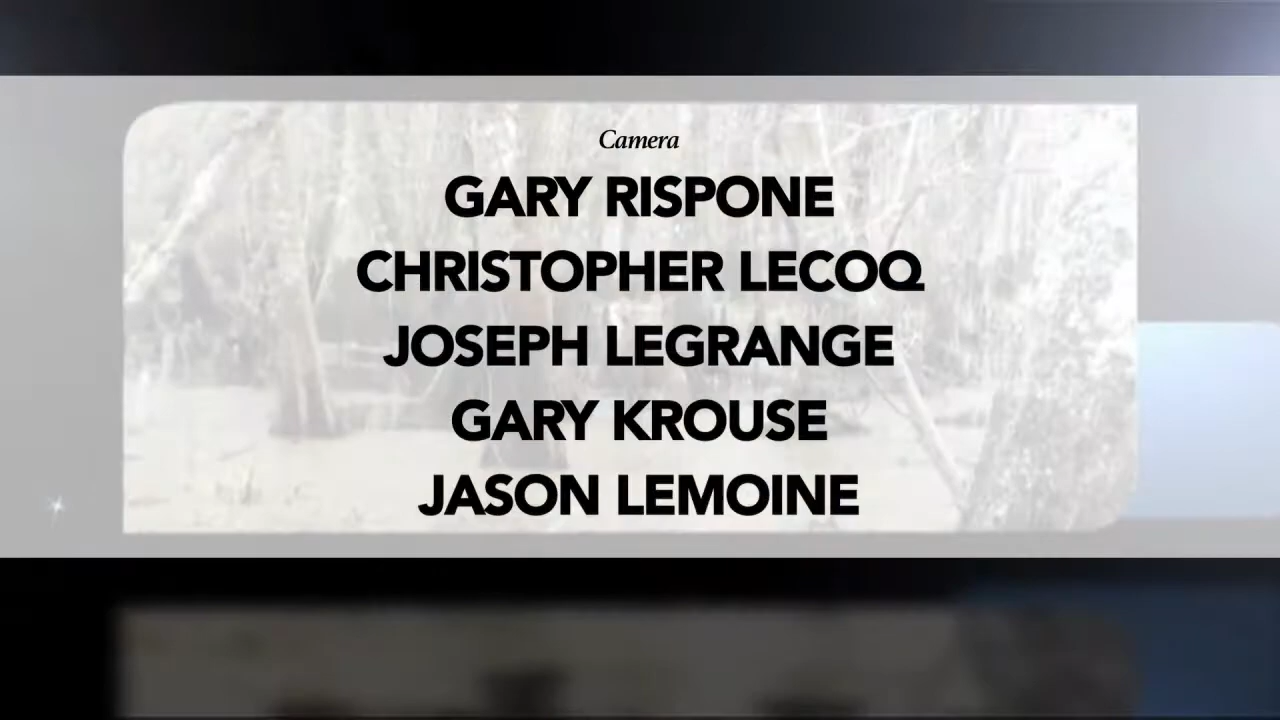 Camera
GARY RISPONE
CHRISTOPHER LECOQ
JOSEPH LEGRANGE
GARY KROUSE
JASON LEMOINE